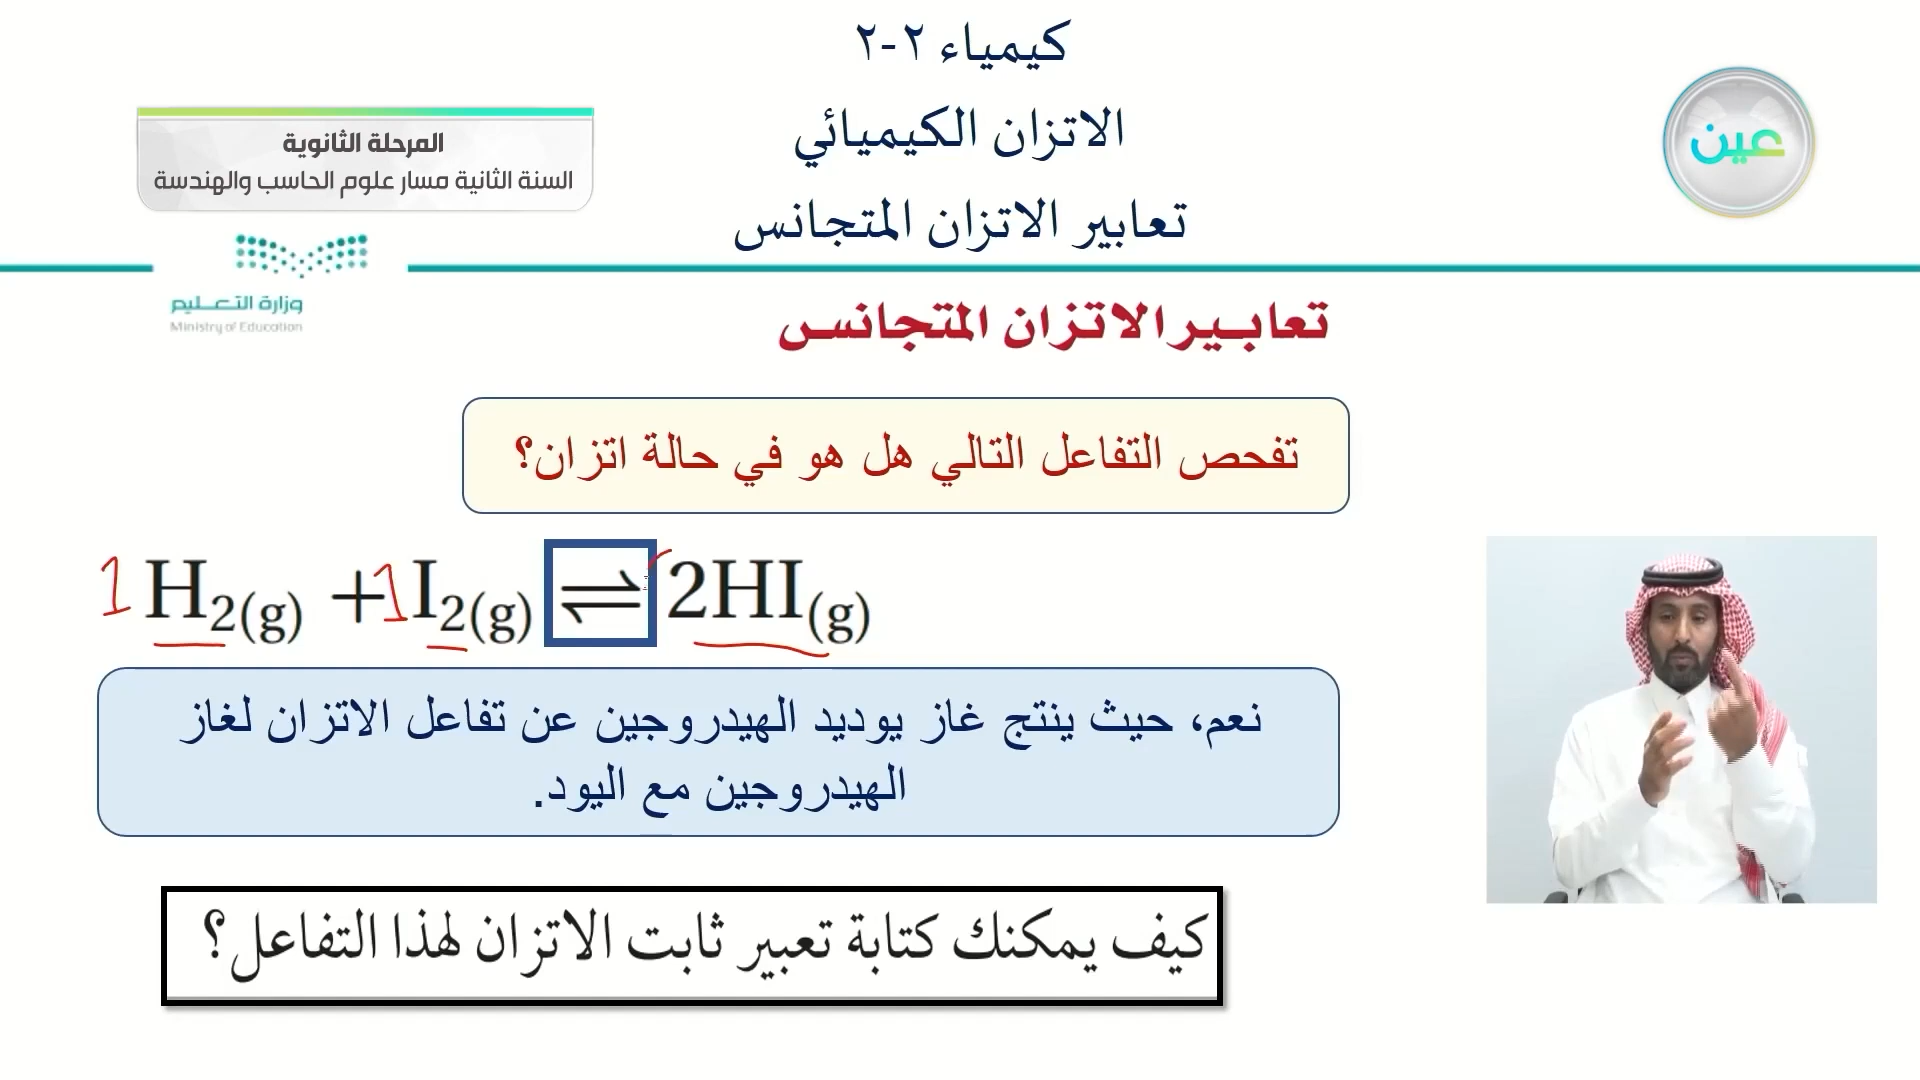 كيمياء ٢-٢
الاتزان الكيميائي
تعابير الاتزان المتجانس
عين
المرحلة الثانوية
السنة الثانية مسار علوم الحاسب والهندسة
وزارة التعليم
Ministry of Education
تعابير الاتزان المتجانس
تفحص التفاعل التالي هل هو في حالة اتزان؟
1 H₂(g) + 1 I₂(g) ⇌ 2HI(g)
نعم، حيث ينتج غاز يوديد الهيدروجين عن تفاعل الاتزان لغاز
الهيدروجين مع اليود.
كيف يمكنك كتابة تعبير ثابت الاتزان لهذا التفاعل؟